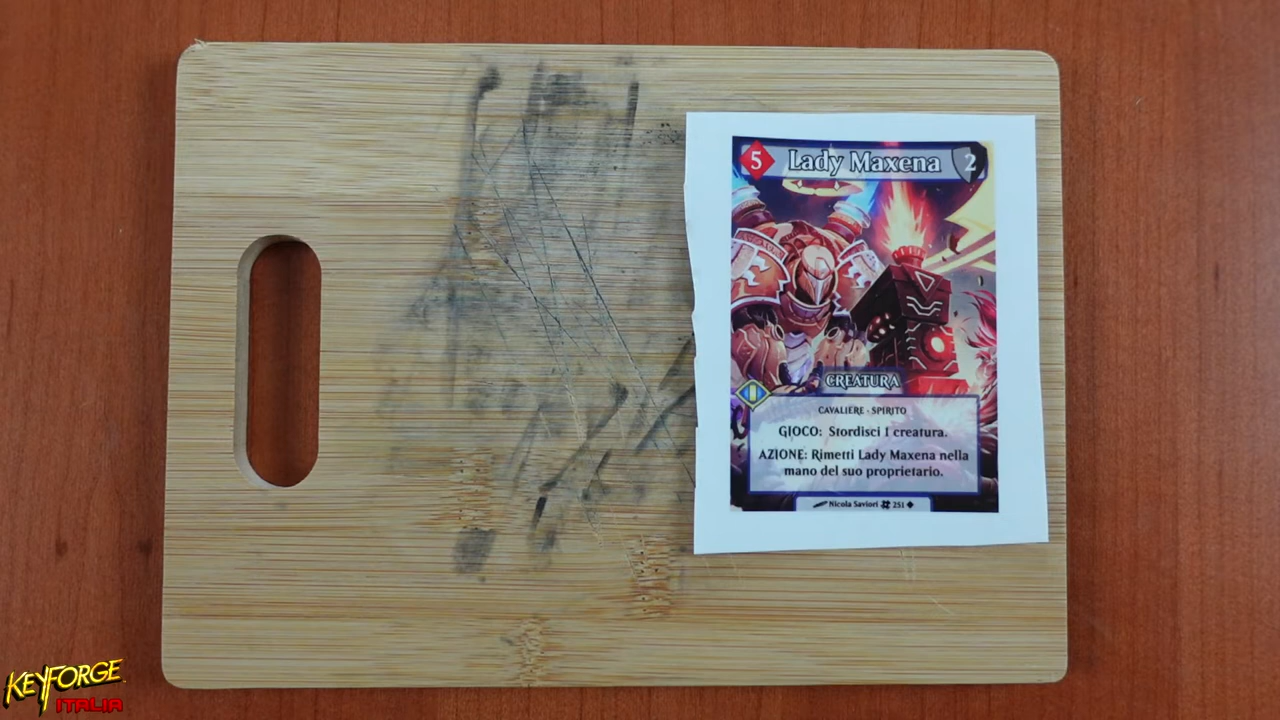 5 Lady Maxena 2
CREATURA
CAVALIERE · SPIRITO
GIOCO: Stordisci 1 creatura.
AZIONE: Rimetti Lady Maxena nella
mano del suo proprietario.
Nicola Saviori 251
KEYFORGE
ITALIA